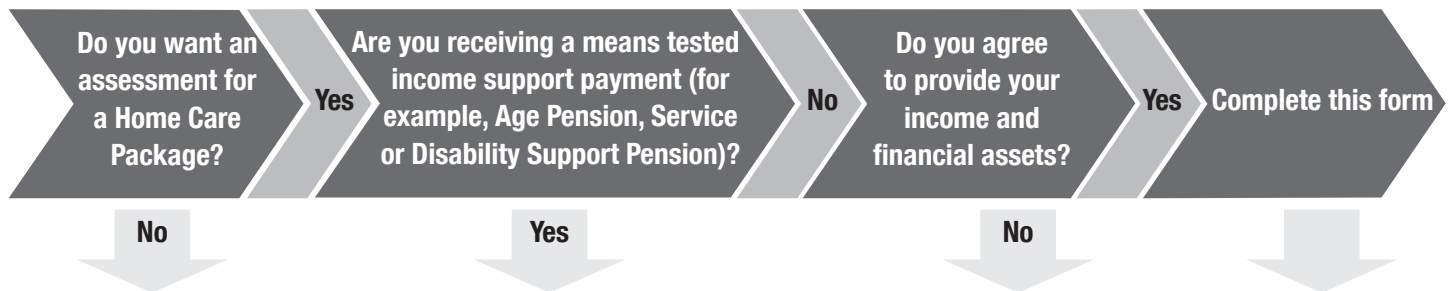 Do you want an
assessment for
a Home Care
Package?
Yes
Are you receiving a means tested
income support payment (for
example, Age Pension, Service
or Disability Support Pension)?
No
Do you agree
to provide your
income and
financial assets?
Yes
Complete this form
No
Yes
No